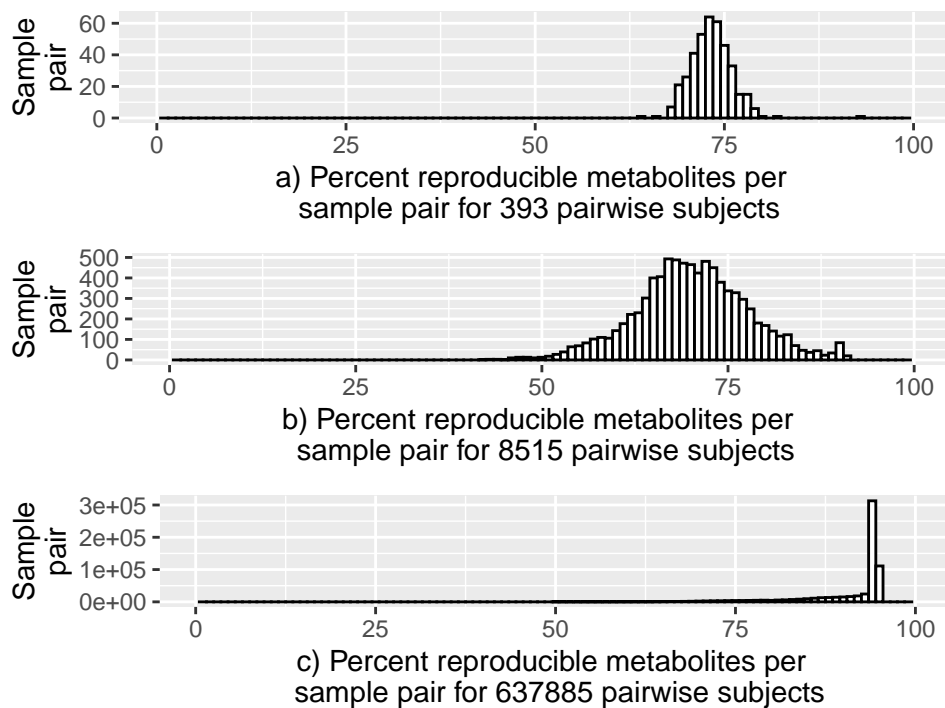 Sample
pair
60
40
20
0
0 25 50 75 100
a) Percent reproducible metabolites per
sample pair for 393 pairwise subjects
Sample
pair
500
400
300
200
100
0
0 25 50 75 100
b) Percent reproducible metabolites per
sample pair for 8515 pairwise subjects
Sample
pair
3e+05
2e+05
1e+05
0e+00
0 25 50 75 100
c) Percent reproducible metabolites per
sample pair for 637885 pairwise subjects